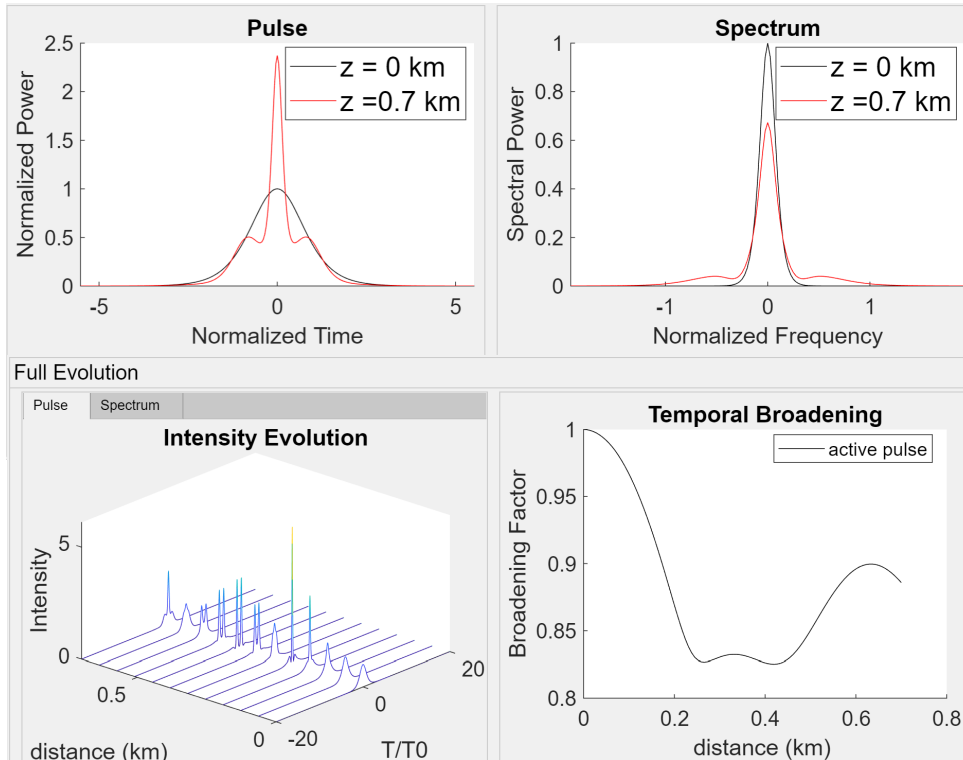 Pulse
2.5
2
1.5
1
0.5
0
-5
0
5
Normalized Power
Normalized Time
z = 0 km
z =0.7 km
Spectrum
1
0.8
0.6
0.4
0.2
0
-1
0
1
Spectral Power
Normalized Frequency
z = 0 km
z =0.7 km
Full Evolution
Pulse
Spectrum
Intensity Evolution
5
0
Intensity
0.5
0
distance (km)
-20
0
20
T/T0
Temporal Broadening
1
0.95
0.9
0.85
0.8
0
0.2
0.4
0.6
0.8
Broadening Factor
distance (km)
active pulse